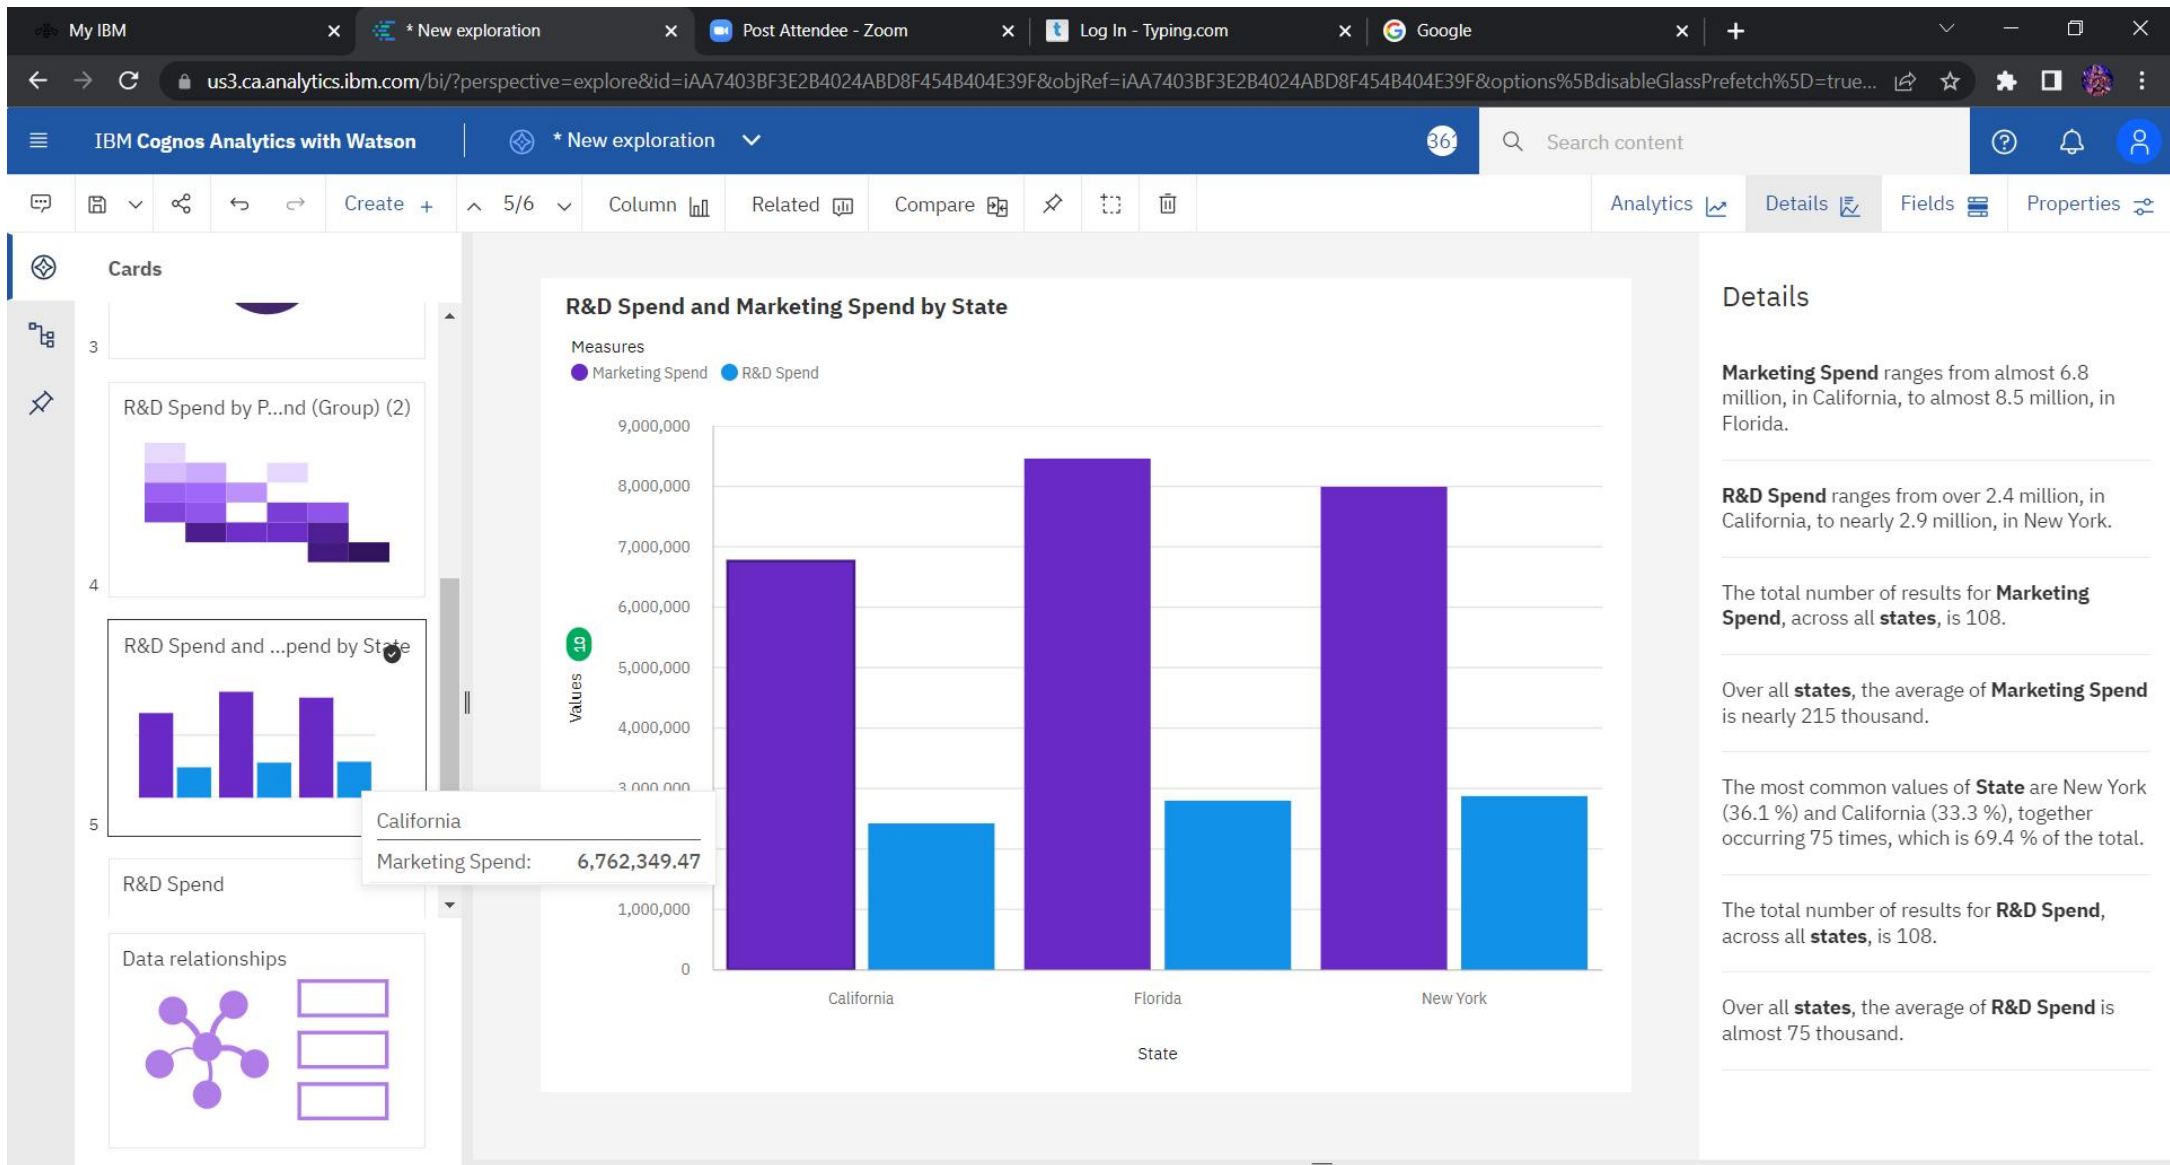 My IBM
* New exploration
Post Attendee - Zoom
Log In - Typing.com
Google
us3.ca.analytics.ibm.com/bi/?perspective=explore&id=iAA7403BF3E2B4024ABD8F454B404E39F&objRef=iAA7403BF3E2B4024ABD8F454B404E39F&options%5BdisableGlassPrefetch%5D=true...
IBM Cognos Analytics with Watson
* New exploration
361
Search content
Create +
5/6
Column
Related
Compare
Analytics
Details
Fields
Properties
Cards
3
R&D Spend by P...nd (Group) (2)
4
R&D Spend and ...pend by State
5
R&D Spend
Data relationships
R&D Spend and Marketing Spend by State
Measures
Marketing Spend
R&D Spend
9,000,000
8,000,000
7,000,000
6,000,000
5,000,000
4,000,000
3,000,000
1,000,000
0
Values
California
Florida
New York
State
California
Marketing Spend: 6,762,349.47
Details
Marketing Spend ranges from almost 6.8
million, in California, to almost 8.5 million, in
Florida.
R&D Spend ranges from over 2.4 million, in
California, to nearly 2.9 million, in New York.
The total number of results for Marketing
Spend, across all states, is 108.
Over all states, the average of Marketing Spend
is nearly 215 thousand.
The most common values of State are New York
(36.1 %) and California (33.3 %), together
occurring 75 times, which is 69.4 % of the total.
The total number of results for R&D Spend,
across all states, is 108.
Over all states, the average of R&D Spend is
almost 75 thousand.